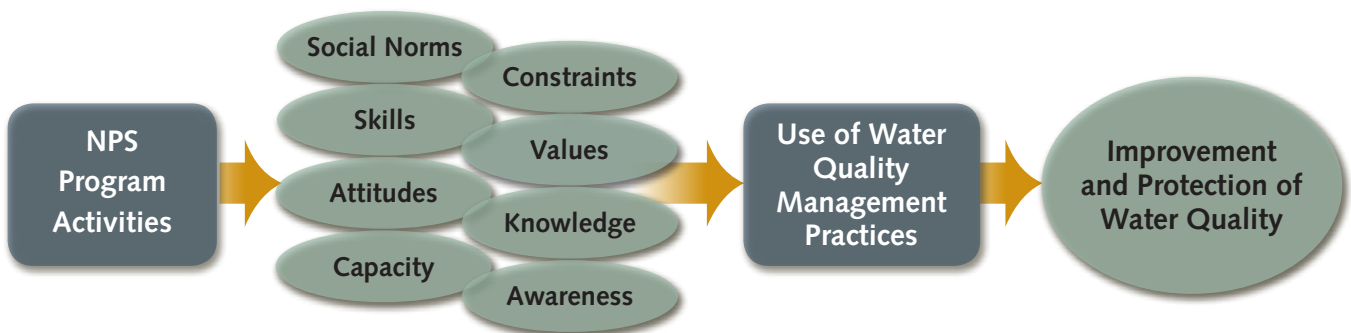 NPS
Program
Activities
Social Norms
Constraints
Skills
Values
Attitudes
Knowledge
Capacity
Awareness
Use of Water
Quality
Management
Practices
Improvement
and Protection of
Water Quality